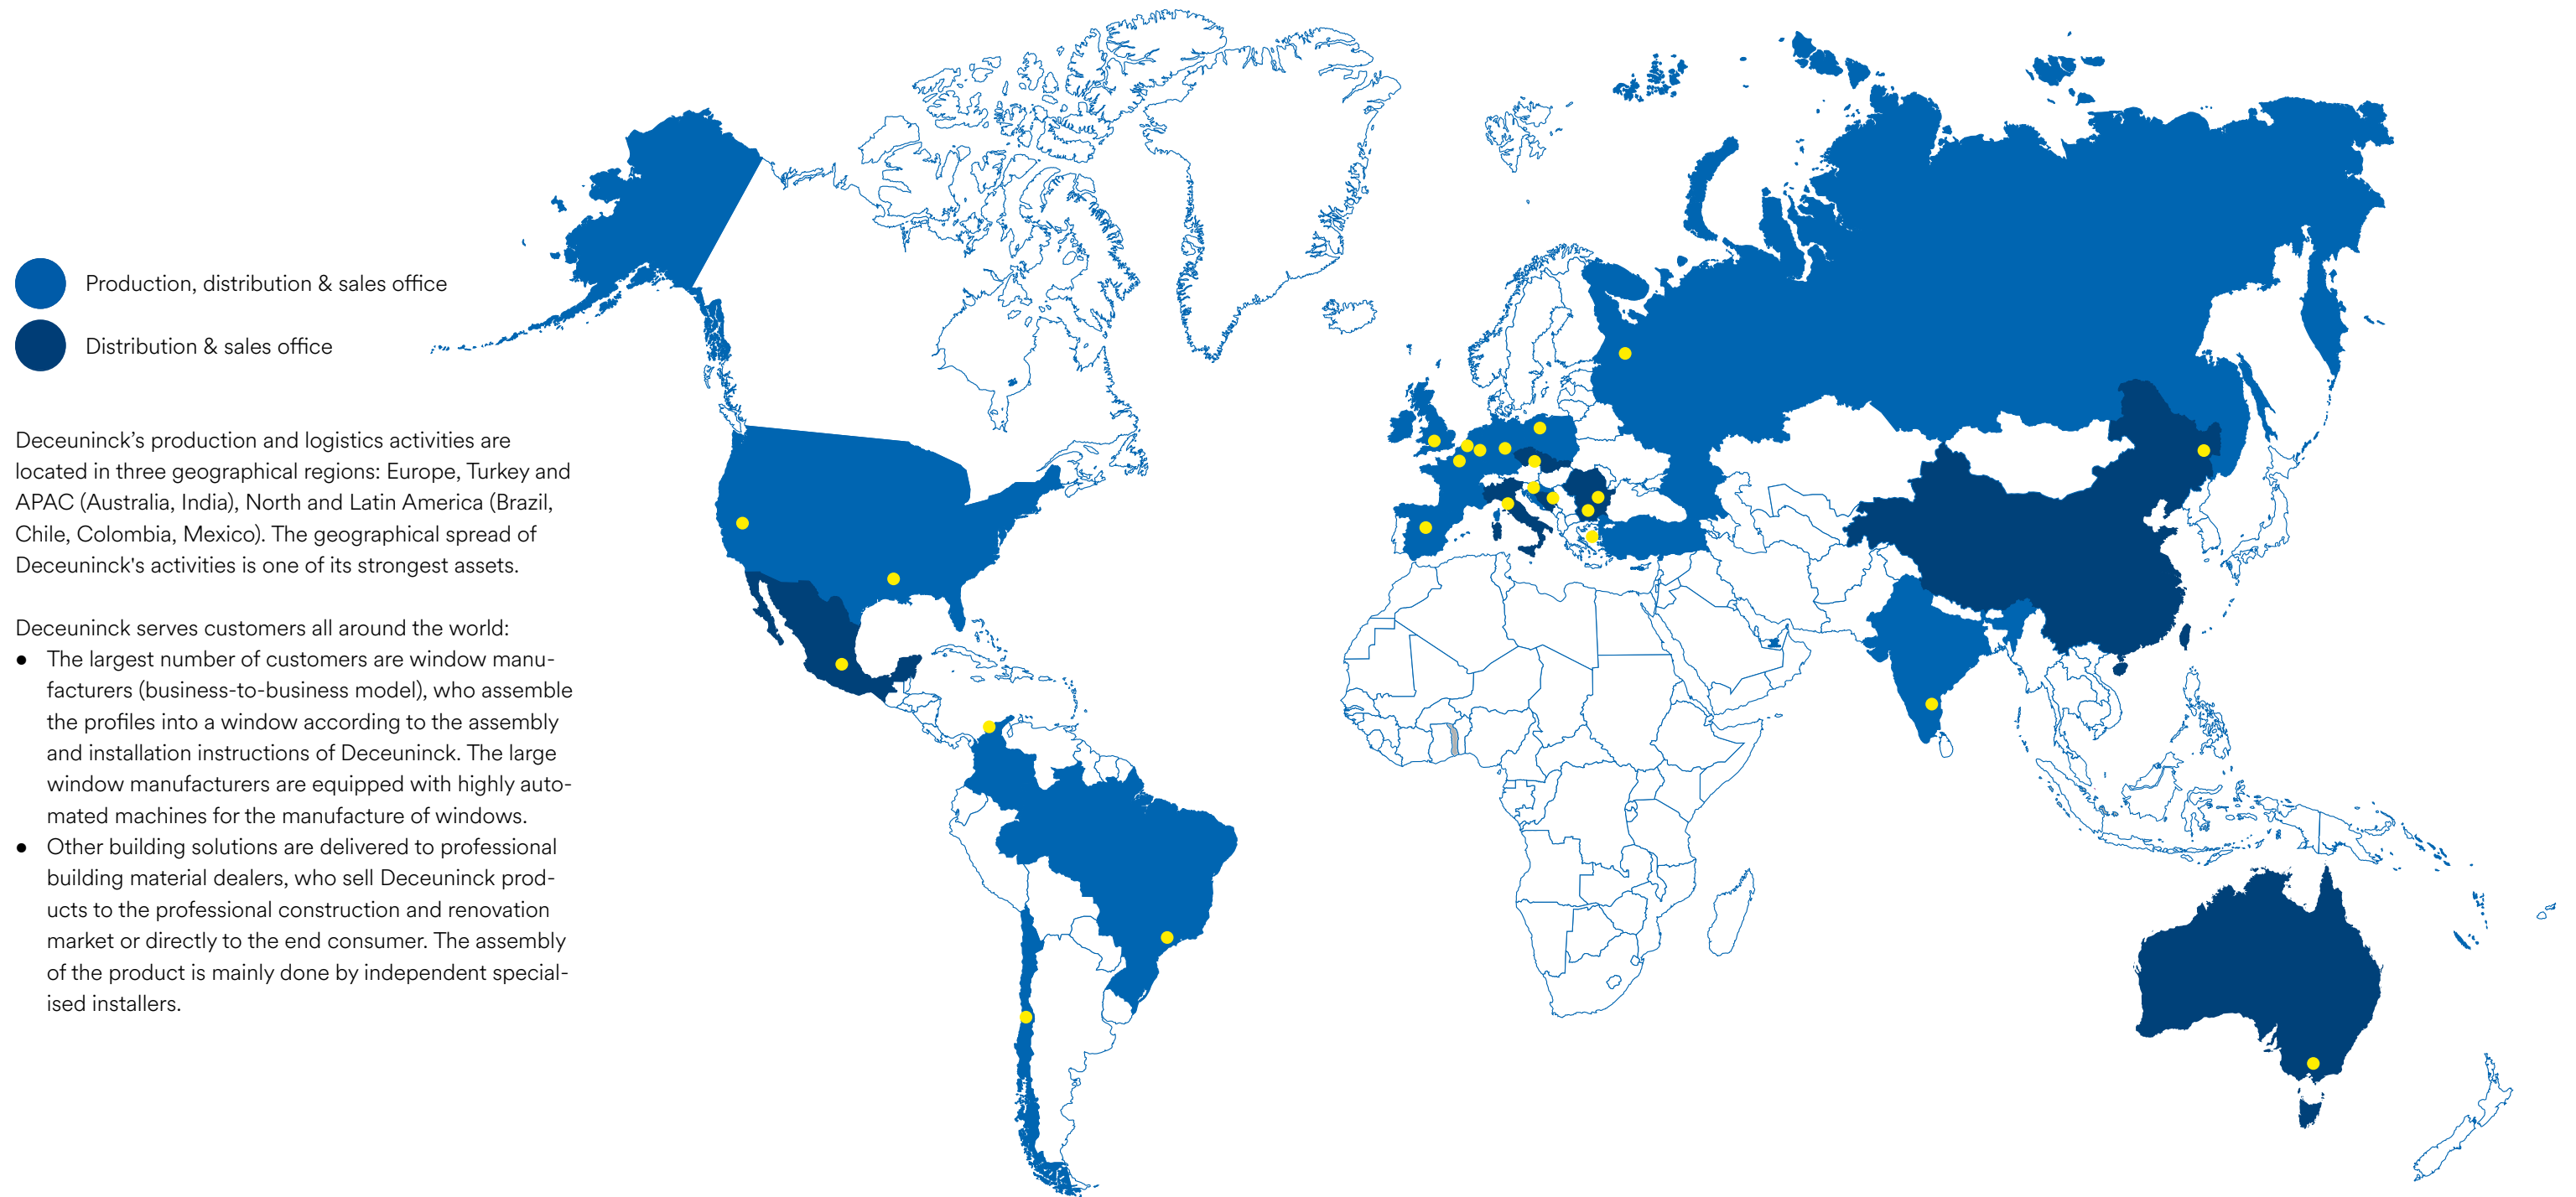 Production, distribution & sales office
Distribution & sales office
Deceuninck’s production and logistics activities are
located in three geographical regions: Europe, Turkey and
APAC (Australia, India), North and Latin America (Brazil,
Chile, Colombia, Mexico). The geographical spread of
Deceuninck's activities is one of its strongest assets.
Deceuninck serves customers all around the world:
● The largest number of customers are window manu-
facturers (business-to-business model), who assemble
the profiles into a window according to the assembly
and installation instructions of Deceuninck. The large
window manufacturers are equipped with highly auto-
mated machines for the manufacture of windows.
● Other building solutions are delivered to professional
building material dealers, who sell Deceuninck prod-
ucts to the professional construction and renovation
market or directly to the end consumer. The assembly
of the product is mainly done by independent special-
ised installers.